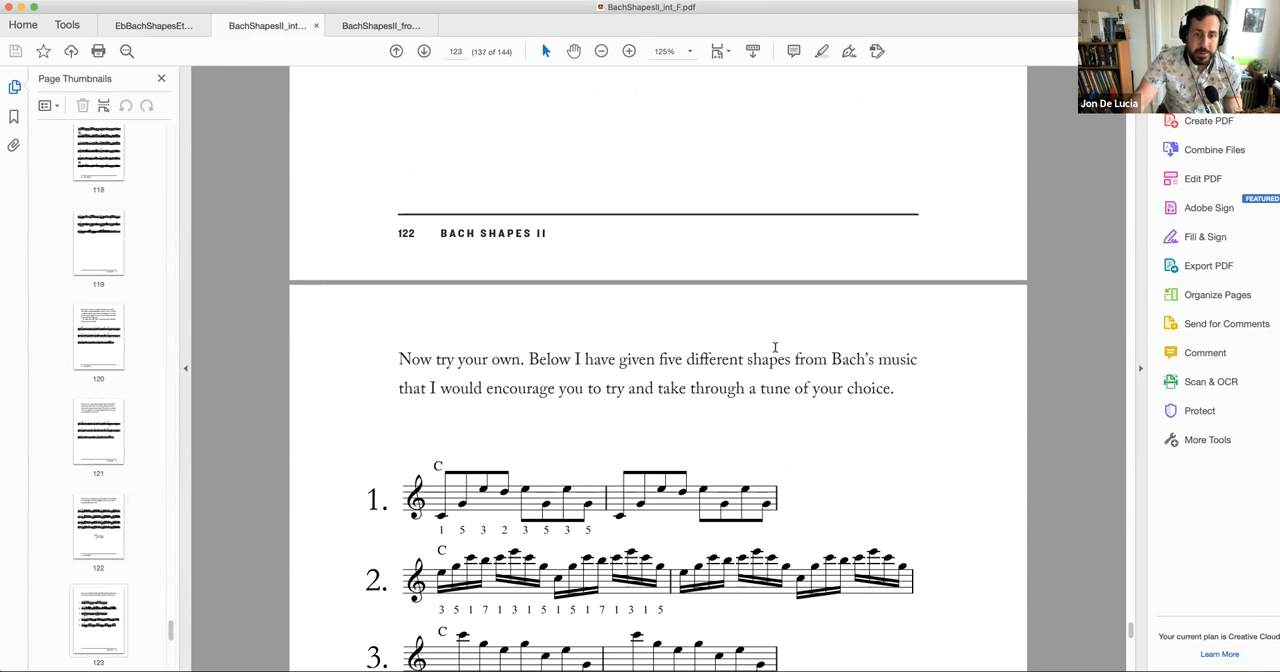 BachShapesII_int_F.pdf
Home
Tools
EbBachShapesEt...
BachShapesII_int...
BachShapesII_fro...
123
(137 of 144)
125%
Jon De Lucia
Page Thumbnails
118
119
120
121
122
123
122 BACH SHAPES II
Now try your own. Below I have given five different shapes from Bach's music
that I would encourage you to try and take through a tune of your choice.
C
1.
1 5 3 2 3 5 3 5
C
2.
3 5 1 7 1 3 1 5 1 5 1 7 1 3 1 5
C
3.
Create PDF
Combine Files
Edit PDF
FEATURED
Adobe Sign
Fill & Sign
Export PDF
Organize Pages
Send for Comments
Comment
Scan & OCR
Protect
More Tools
Your current plan is Creative Cloud
Learn More